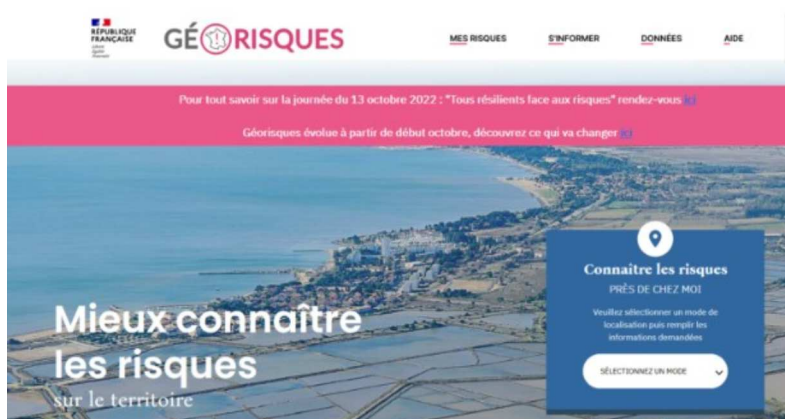 RÉPUBLIQUE
FRANÇAISE
Liberté
Égalité
Fraternité
GÉORISQUES
MES RISQUES
S'INFORMER
DONNÉES
AIDE
Pour tout savoir sur la journée du 13 octobre 2022 : "Tous résilients face aux risques" rendez-vous ici
Géorisques évolue à partir de début octobre, découvrez ce qui va changer ici
Mieux connaître
les risques
sur le territoire
Connaitre les risques
PRÈS DE CHEZ MOI
Veuillez sélectionner un mode de
localisation puis remplir les
informations demandées
SÉLECTIONNEZ UN MODE